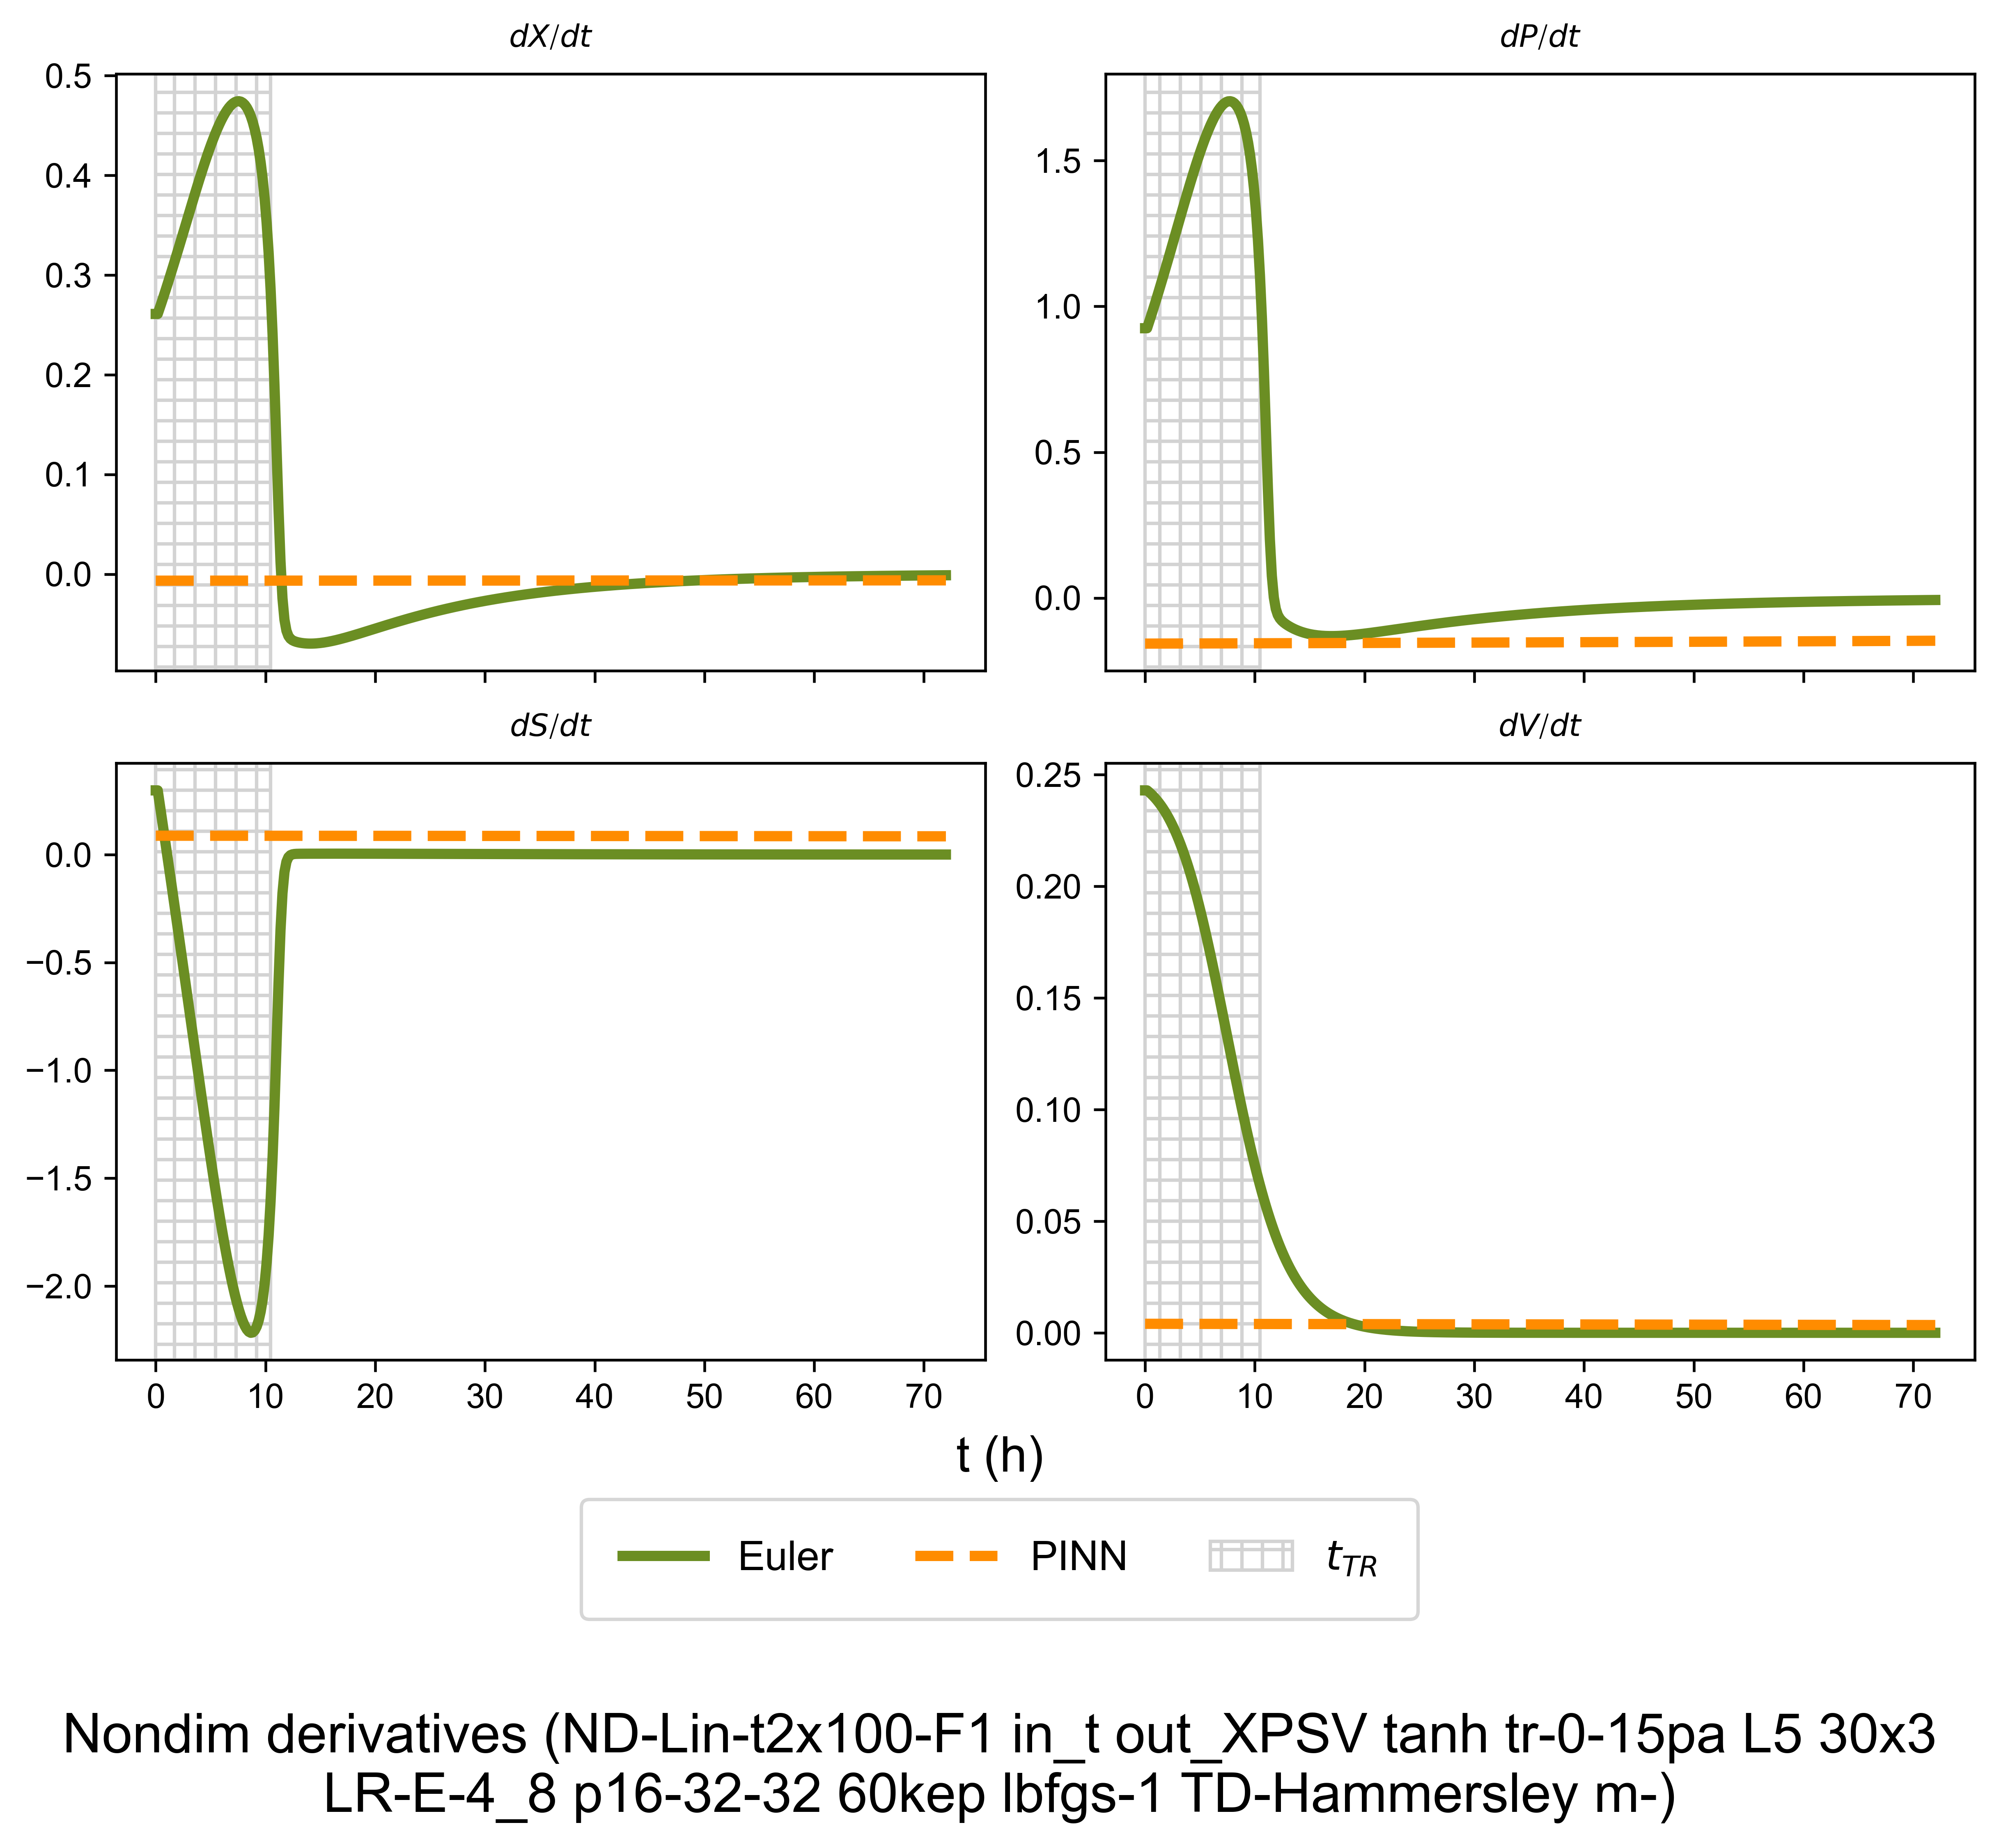 dX/dt
dP/dt
0.5
0.4
0.3
0.2
0.1
0.0
1.5
1.0
0.5
0.0
dS/dt
dV/dt
0.0
−0.5
−1.0
−1.5
−2.0
0 10 20 30 40 50 60 70
0.25
0.20
0.15
0.10
0.05
0.00
0 10 20 30 40 50 60 70
t (h)
Euler PINN t_{TR}
Nondim derivatives (ND-Lin-t2x100-F1 in_t out_XPSV tanh tr-0-15pa L5 30x3
LR-E-4_8 p16-32-32 60kep lbfgs-1 TD-Hammersley m-)